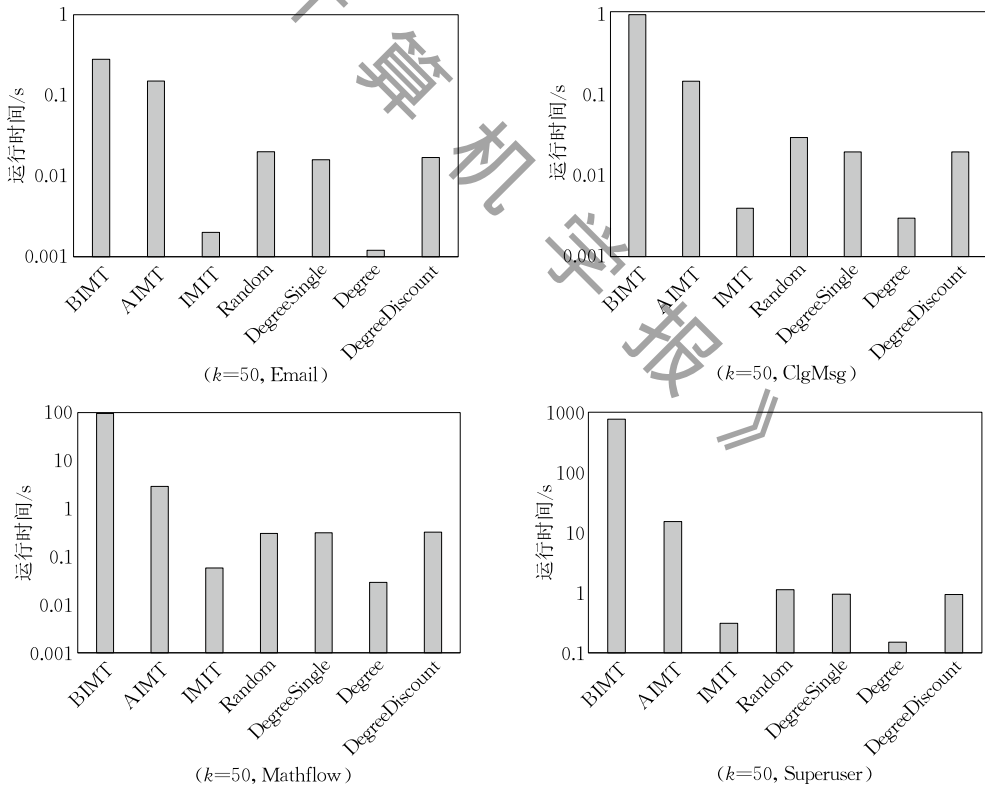 运行时间/s
1
0.1
0.01
0.001
BIMT
AIMT
IMIT
Random
DegreeSingle
Degree
DegreeDiscount
(k=50, Email)
运行时间/s
1
0.1
0.01
0.001
BIMT
AIMT
IMIT
Random
DegreeSingle
Degree
DegreeDiscount
(k=50, ClgMsg)
运行时间/s
100
10
1
0.1
0.01
0.001
BIMT
AIMT
IMIT
Random
DegreeSingle
Degree
DegreeDiscount
(k=50, Mathflow)
运行时间/s
1000
100
10
1
0.1
BIMT
AIMT
IMIT
Random
DegreeSingle
Degree
DegreeDiscount
(k=50, Superuser)
算机学报》